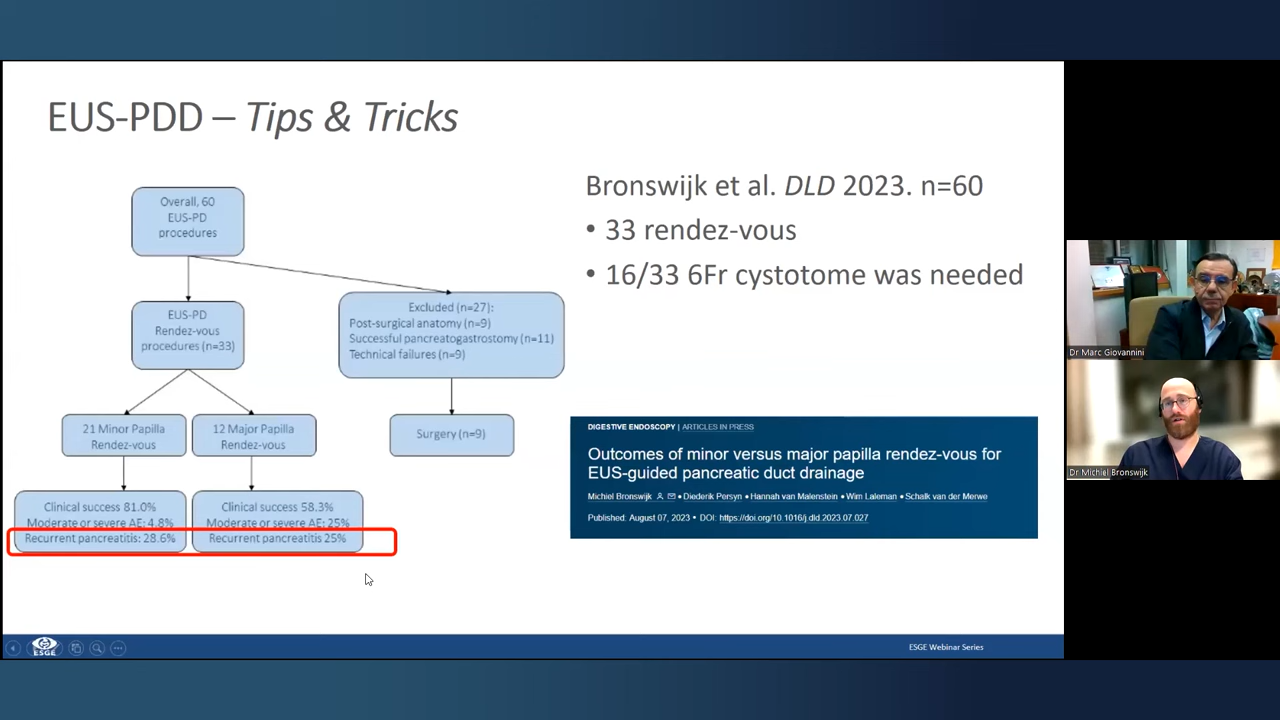 EUS-PDD – Tips & Tricks
Overall, 60
EUS-PD
procedures
EUS-PD
Rendez-vous
procedures (n=33)
Excluded (n=27):
Post-surgical anatomy (n=9)
Successful pancreatogastrostomy (n=11)
Technical failures (n=9)
21 Minor Papilla
Rendez-vous
12 Major Papilla
Rendez-vous
Surgery (n=9)
Clinical success 81.0%
Moderate or severe AE: 4.8%
Recurrent pancreatitis: 28.6%
Clinical success 58.3%
Moderate or severe AE: 25%
Recurrent pancreatitis 25%
Bronswijk et al. DLD 2023. n=60
• 33 rendez-vous
• 16/33 6Fr cystotome was needed
DIGESTIVE ENDOSCOPY | ARTICLES IN PRESS
Outcomes of minor versus major papilla rendez-vous for
EUS-guided pancreatic duct drainage
Michiel Bronswijk • Diederik Persyn • Hannah van Malenstein • Wim Laleman • Schalk van der Merwe
Published: August 07, 2023 • DOI: https://doi.org/10.1016/j.dld.2023.07.027
Dr Marc Giovannini
Dr Michiel Bronswijk
ESGE
ESGE Webinar Series